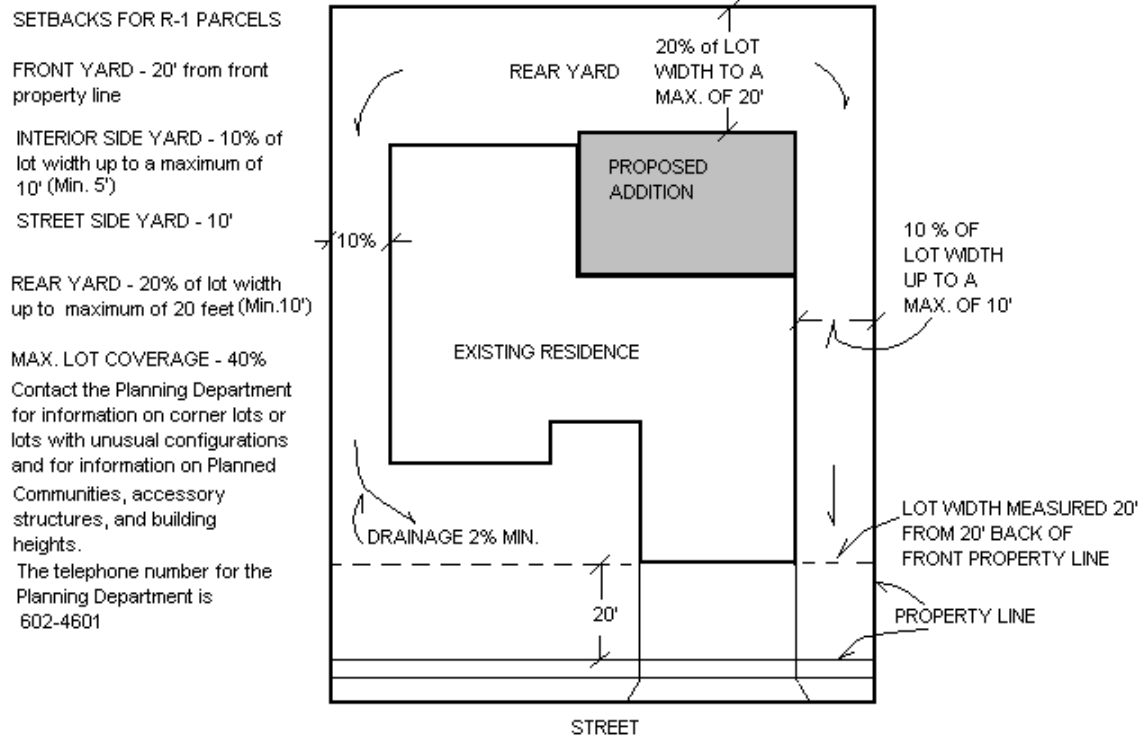 SETBACKS FOR R-1 PARCELS
FRONT YARD - 20' from front
property line
INTERIOR SIDE YARD - 10% of
lot width up to a maximum of
10' (Min. 5')
STREET SIDE YARD - 10'
REAR YARD - 20% of lot width
up to maximum of 20 feet (Min.10')
MAX. LOT COVERAGE - 40%
Contact the Planning Department
for information on corner lots or
lots with unusual configurations
and for information on Planned
Communities, accessory
structures, and building
heights.
The telephone number for the
Planning Department is
602-4601
REAR YARD
20% of LOT
WIDTH TO A
MAX. OF 20'
PROPOSED
ADDITION
10%
10 % OF
LOT WIDTH
UP TO A
MAX. OF 10'
EXISTING RESIDENCE
DRAINAGE 2% MIN.
LOT WIDTH MEASURED 20'
FROM 20' BACK OF
FRONT PROPERTY LINE
20'
PROPERTY LINE
STREET